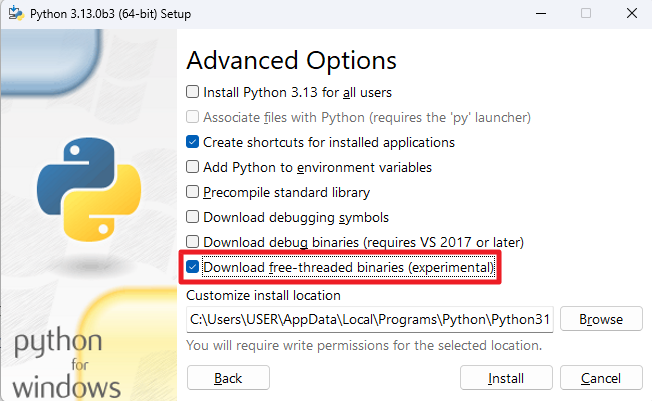 Python 3.13.0b3 (64-bit) Setup
Advanced Options
Install Python 3.13 for all users
Associate files with Python (requires the 'py' launcher)
Create shortcuts for installed applications
Add Python to environment variables
Precompile standard library
Download debugging symbols
Download debug binaries (requires VS 2017 or later)
Download free-threaded binaries (experimental)
Customize install location
C:\Users\USER\AppData\Local\Programs\Python\Python31 Browse
You will require write permissions for the selected location.
python
for
windows
Back Install Cancel